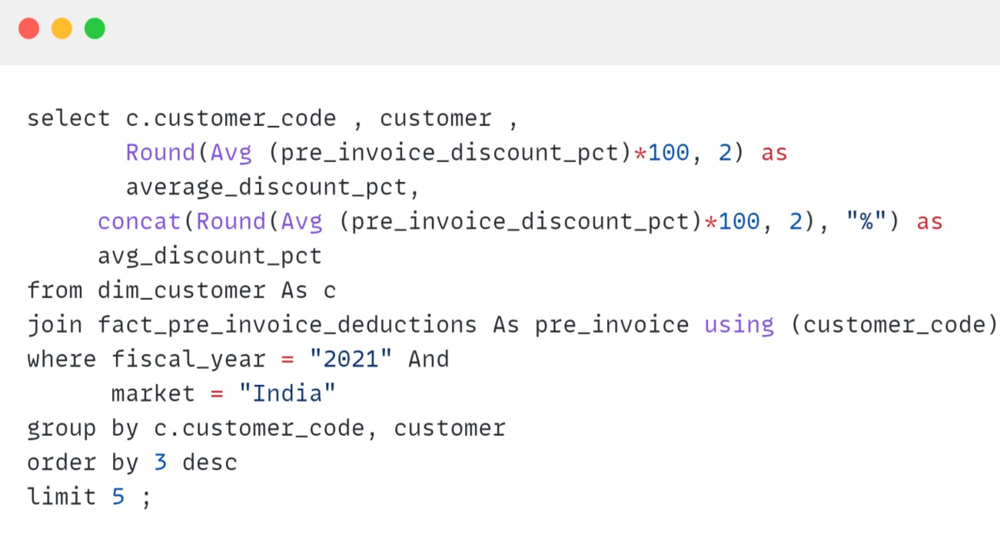 select c.customer_code , customer ,
Round(Avg (pre_invoice_discount_pct)*100, 2) as
average_discount_pct,
concat(Round(Avg (pre_invoice_discount_pct)*100, 2), "%") as
avg_discount_pct
from dim_customer As c
join fact_pre_invoice_deductions As pre_invoice using (customer_code)
where fiscal_year = "2021" And
market = "India"
group by c.customer_code, customer
order by 3 desc
limit 5 ;